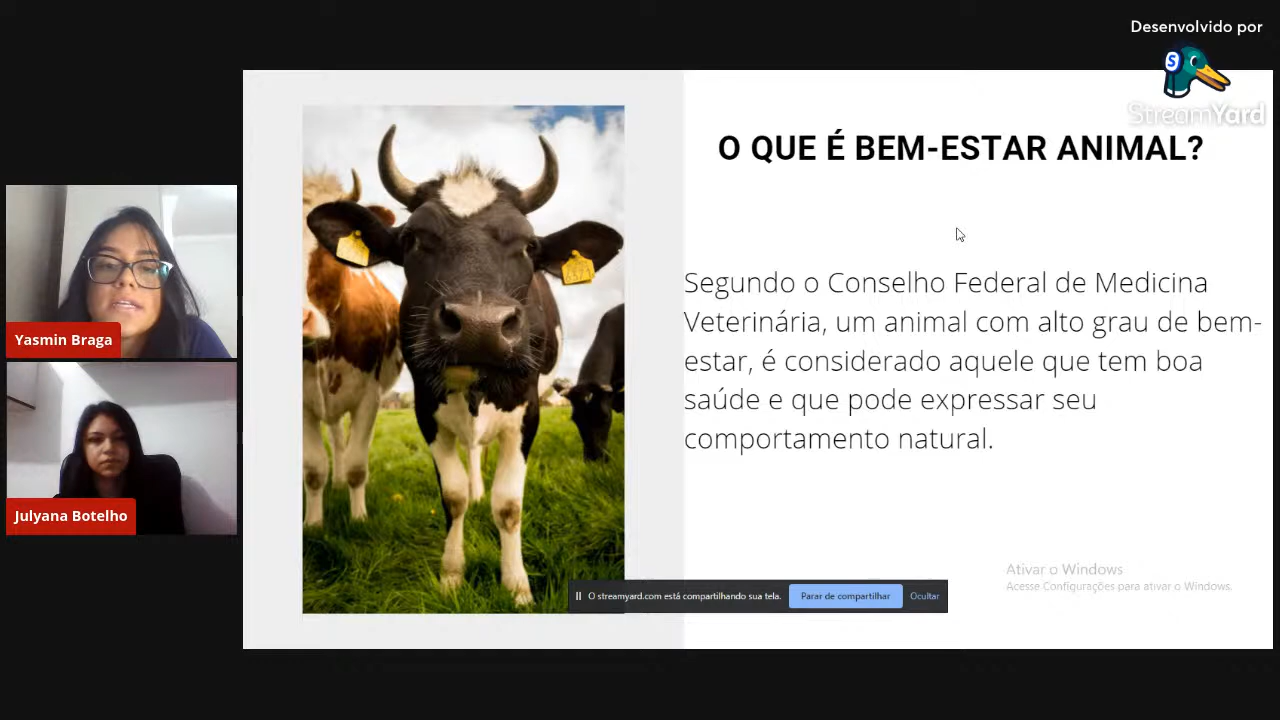 Desenvolvido por
StreamYard
O QUE É BEM-ESTAR ANIMAL?
Segundo o Conselho Federal de Medicina
Veterinária, um animal com alto grau de bem-
estar, é considerado aquele que tem boa
saúde e que pode expressar seu
comportamento natural.
Yasmin Braga
Julyana Botelho
Ativar o Windows
Acesse Configurações para ativar o Windows.
O streamyard.com está compartilhando sua tela.
Parar de compartilhar
Ocultar